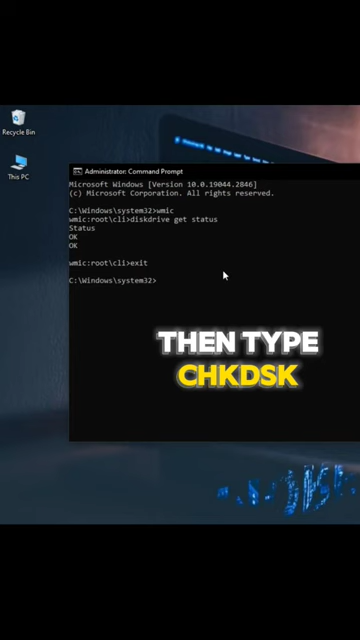 Recycle Bin
This PC
Administrator: Command Prompt
Microsoft Windows [Version 10.0.19044.2846]
(c) Microsoft Corporation. All rights reserved.
C:\Windows\system32>wmic
wmic:root\cli>diskdrive get status
Status
OK
OK
wmic:root\cli>exit
C:\Windows\system32>
THEN TYPE
CHKDSK